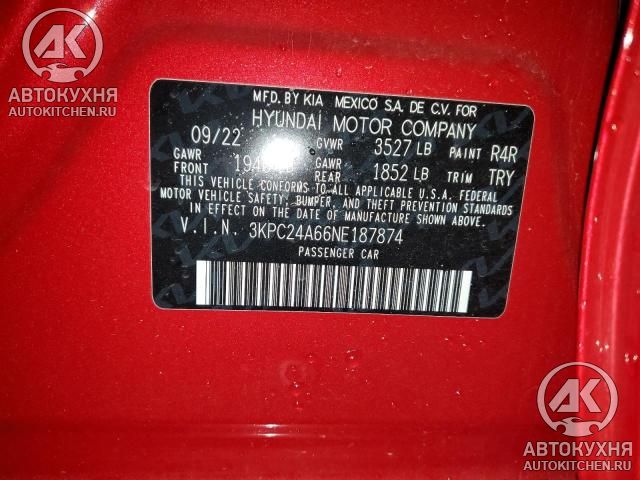 АВТОКУХНЯ
AUTOKITCHEN.RU
MFD. BY KIA MEXICO S.A. DE C.V. FOR
HYUNDAI MOTOR COMPANY
09/22 GVWR 3527 LB PAINT R4R
GAWR FRONT GAWR REAR 1852 LB TRIM TRY
THIS VEHICLE CONFORMS TO ALL APPLICABLE U.S.A. FEDERAL
MOTOR VEHICLE SAFETY, BUMPER, AND THEFT PREVENTION STANDARDS
IN EFFECT ON THE DATE OF MANUFACTURE SHOWN ABOVE.
V.I.N. 3KPC24A66NE187874
PASSENGER CAR
АК
АВТОКУХНЯ
AUTOKITCHEN.RU